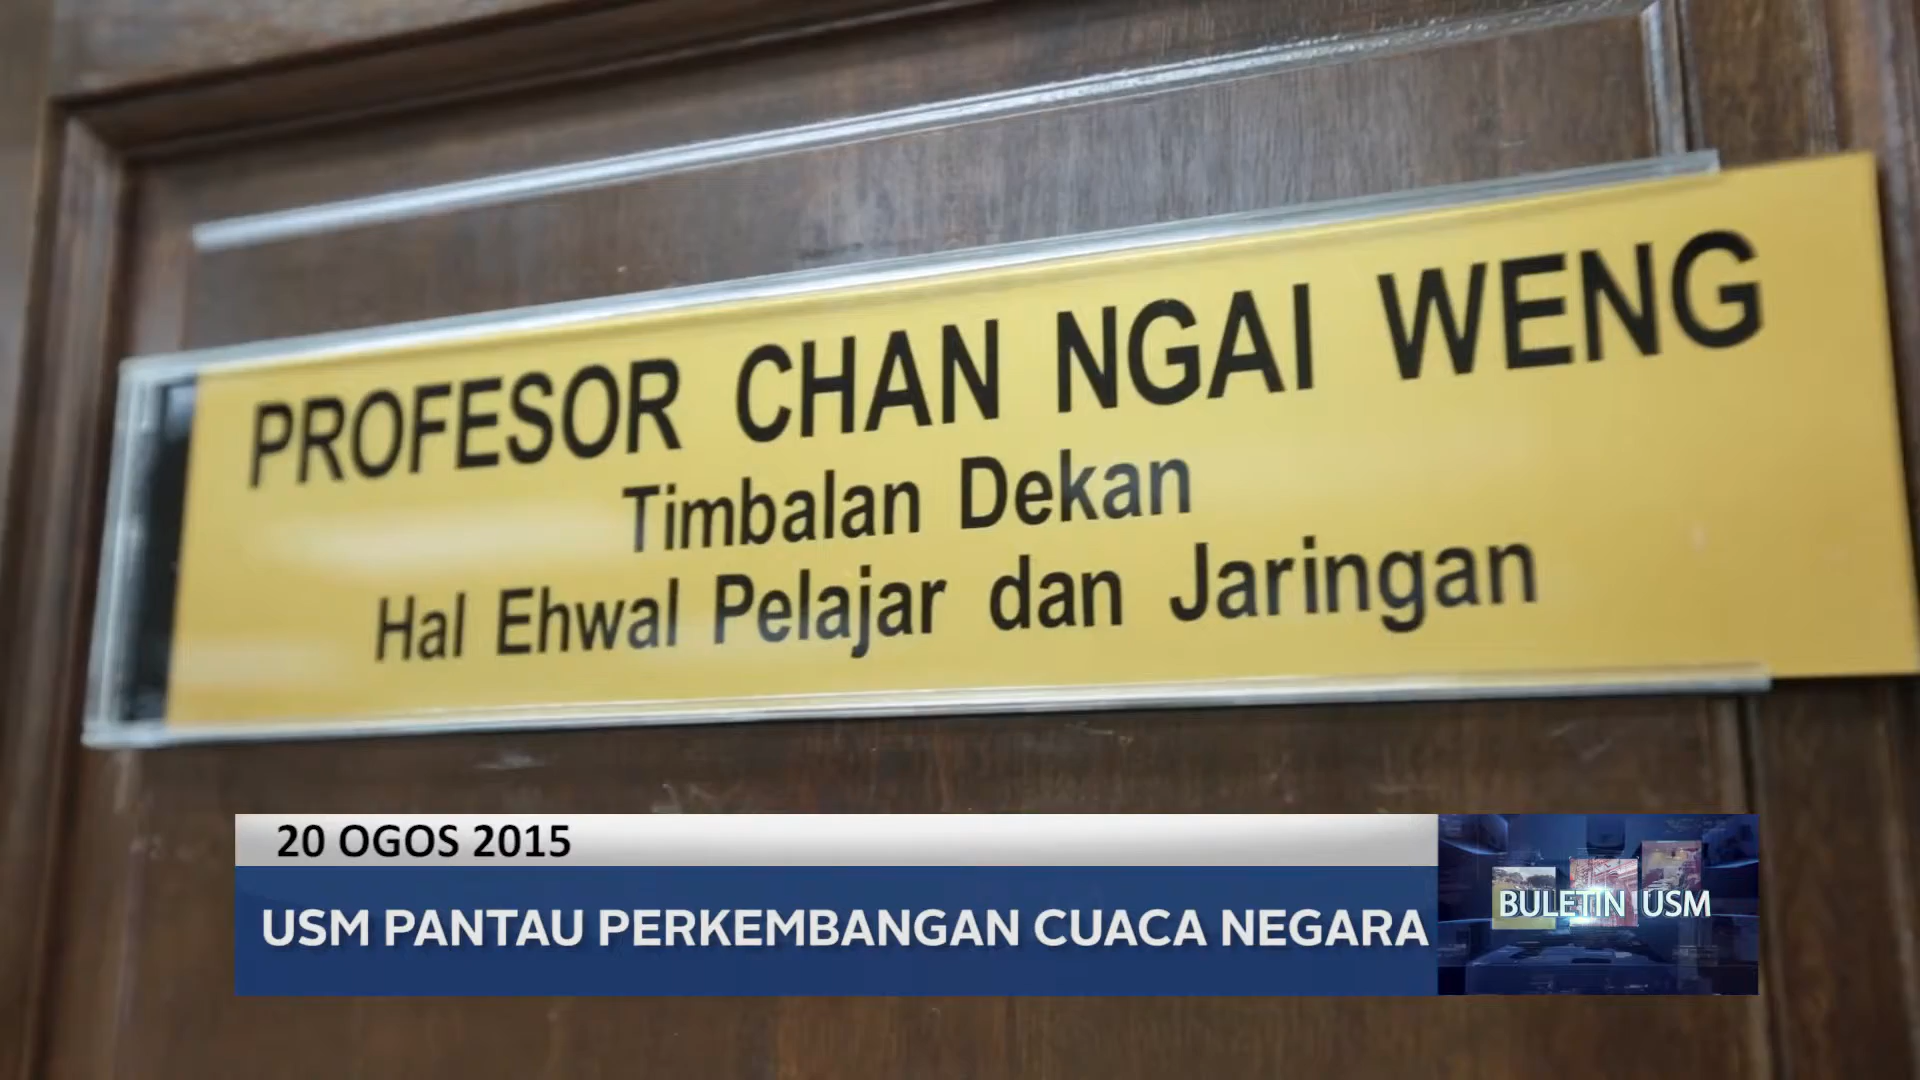 PROFESOR CHAN NGAI WENG
Timbalan Dekan
Hal Ehwal Pelajar dan Jaringan
20 OGOS 2015
USM PANTAU PERKEMBANGAN CUACA NEGARA
BULETIN USM